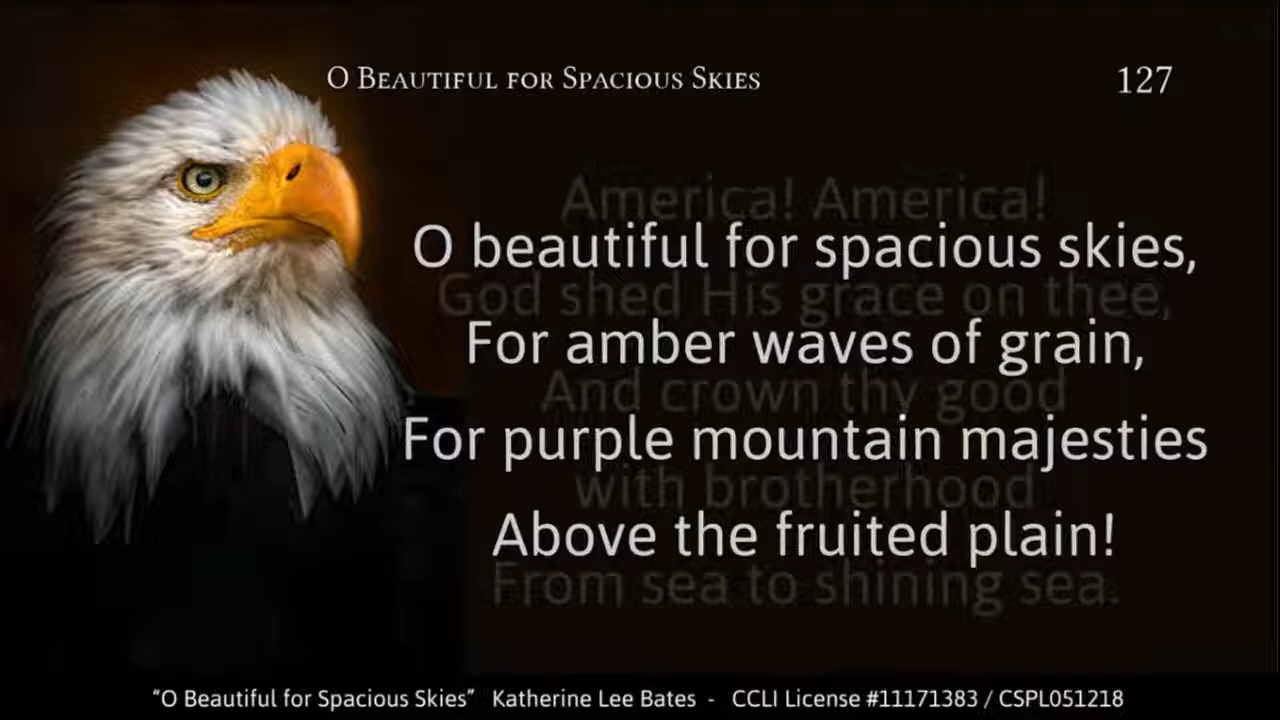 O Beautiful for Spacious Skies
127
America! America!
O beautiful for spacious skies,
God shed His grace on thee,
For amber waves of grain,
And crown thy good
For purple mountain majesties
with brotherhood
Above the fruited plain!
From sea to shining sea.
“O Beautiful for Spacious Skies” Katherine Lee Bates - CCLI License #11171383 / CSPL051218